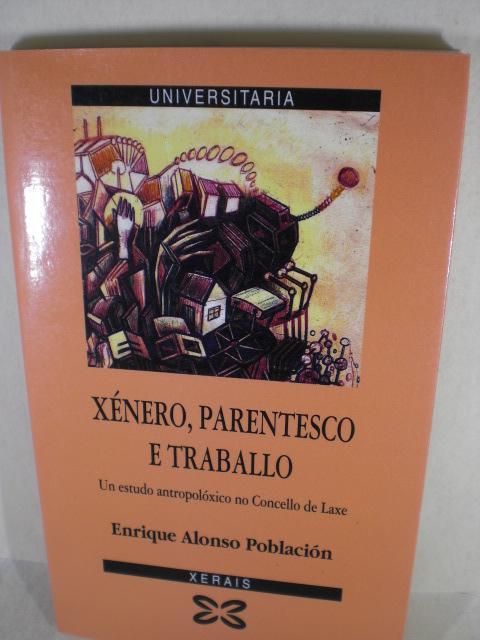 UNIVERSITARIA
XÉNERO, PARENTESCO
E TRABALLO
Un estudo antropolóxico no Concello de Laxe
Enrique Alonso Población
XERAIS